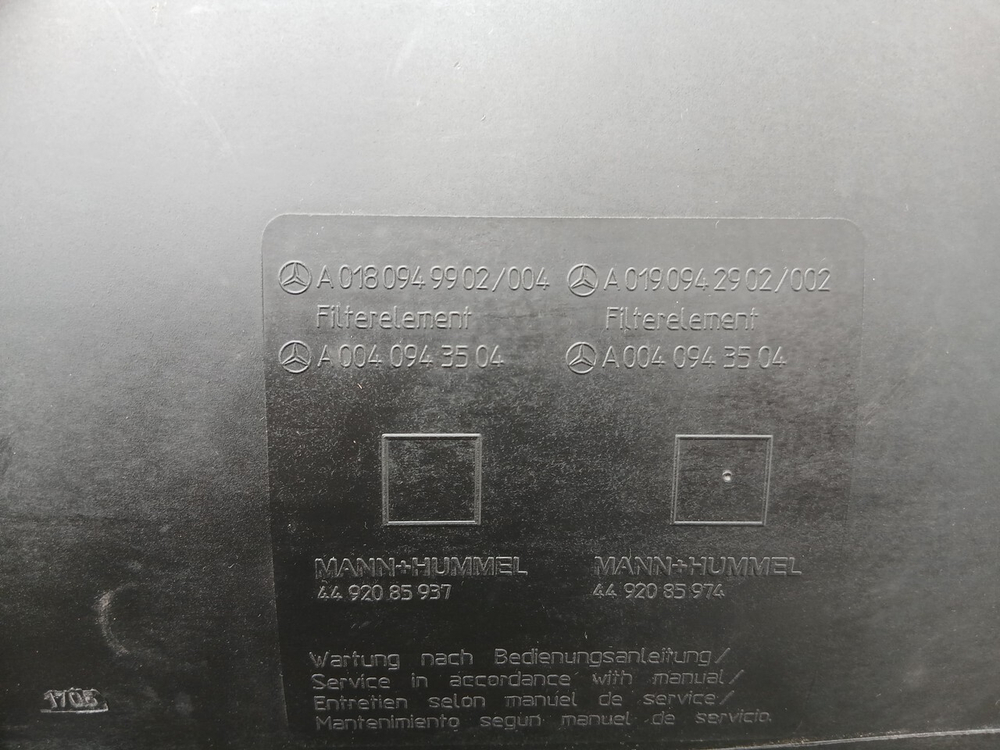 A 018 094 99 02/004 A 019 094 29 02/002
Filterelement Filterelement
A 004 094 35 04 A 004 094 35 04
MANN+HUMMEL MANN+HUMMEL
44 920 85 937 44 920 85 974
Wartung nach Bedienungsanleitung/
Service in accordance with manual/
Entretien selon manuel de service/
Mantenimiento segun manuel de servicio.